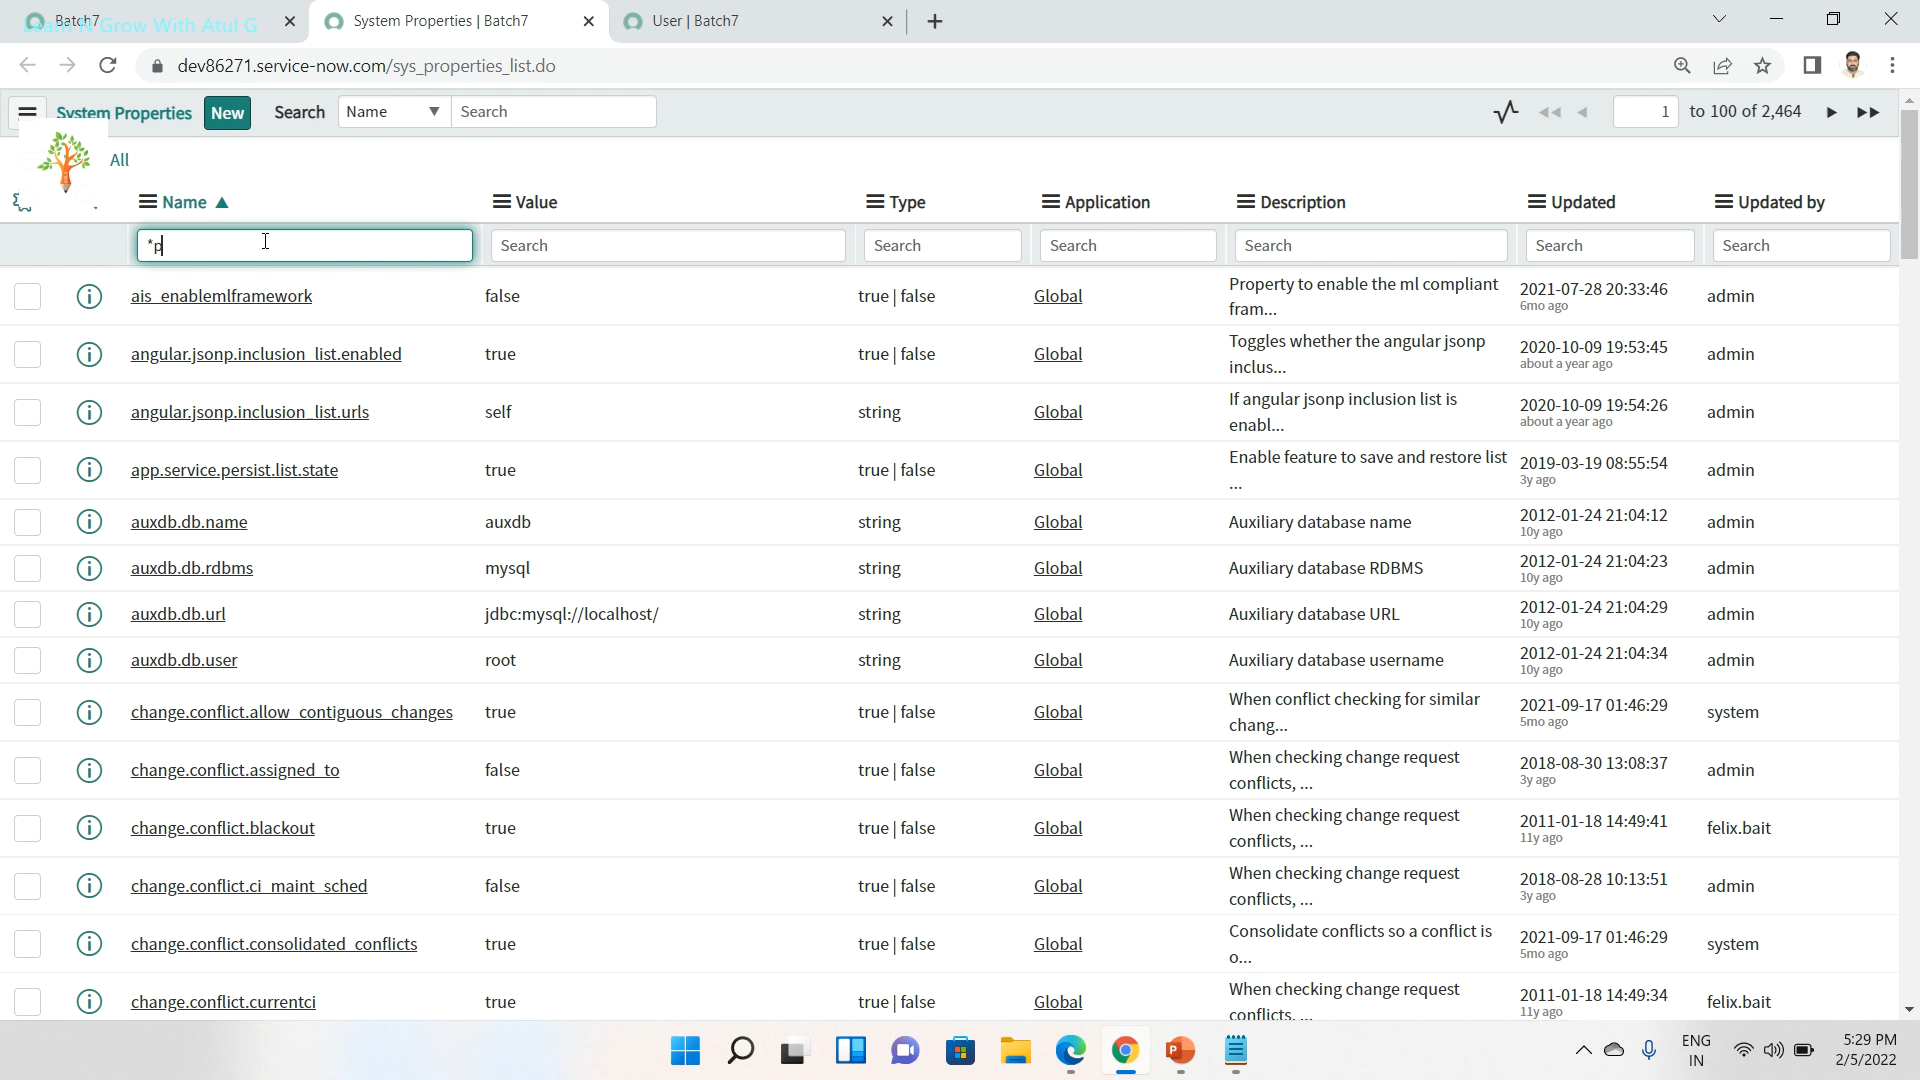 Batch7
Learn N Grow With Atul G
System Properties | Batch7
User | Batch7
dev86271.service-now.com/sys_properties_list.do
System Properties New Search Name Search 1 to 100 of 2,464
All
Name Value Type Application Description Updated Updated by
*p Search Search Search Search Search Search
ais_enablemlframework false true | false Global Property to enable the ml compliant fram... 2021-07-28 20:33:46 6mo ago admin
angular.jsonp.inclusion_list.enabled true true | false Global Toggles whether the angular jsonp inclus... 2020-10-09 19:53:45 about a year ago admin
angular.jsonp.inclusion_list.urls self string Global If angular jsonp inclusion list is enabl... 2020-10-09 19:54:26 about a year ago admin
app.service.persist.list.state true true | false Global Enable feature to save and restore list ... 2019-03-19 08:55:54 3y ago admin
auxdb.db.name auxdb string Global Auxiliary database name 2012-01-24 21:04:12 10y ago admin
auxdb.db.rdbms mysql string Global Auxiliary database RDBMS 2012-01-24 21:04:23 10y ago admin
auxdb.db.url jdbc:mysql://localhost/ string Global Auxiliary database URL 2012-01-24 21:04:29 10y ago admin
auxdb.db.user root string Global Auxiliary database username 2012-01-24 21:04:34 10y ago admin
change.conflict.allow_contiguous_changes true true | false Global When conflict checking for similar chang... 2021-09-17 01:46:29 5mo ago system
change.conflict.assigned_to false true | false Global When checking change request conflicts, ... 2018-08-30 13:08:37 3y ago admin
change.conflict.blackout true true | false Global When checking change request conflicts, ... 2011-01-18 14:49:41 11y ago felix.bait
change.conflict.ci_maint_sched false true | false Global When checking change request conflicts, ... 2018-08-28 10:13:51 3y ago admin
change.conflict.consolidated_conflicts true true | false Global Consolidate conflicts so a conflict is o... 2021-09-17 01:46:29 5mo ago system
change.conflict.currentci true true | false Global When checking change request conflicts, ... 2011-01-18 14:49:34 11y ago felix.bait
ENG
IN
5:29 PM
2/5/2022